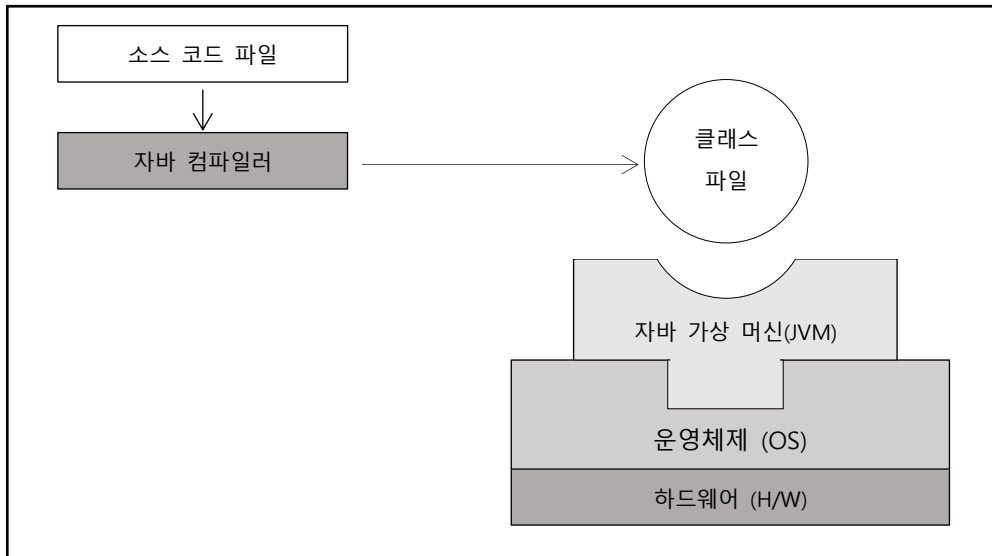 소스 코드 파일
자바 컴파일러
클래스
파일
자바 가상 머신(JVM)
운영체제 (OS)
하드웨어 (H/W)